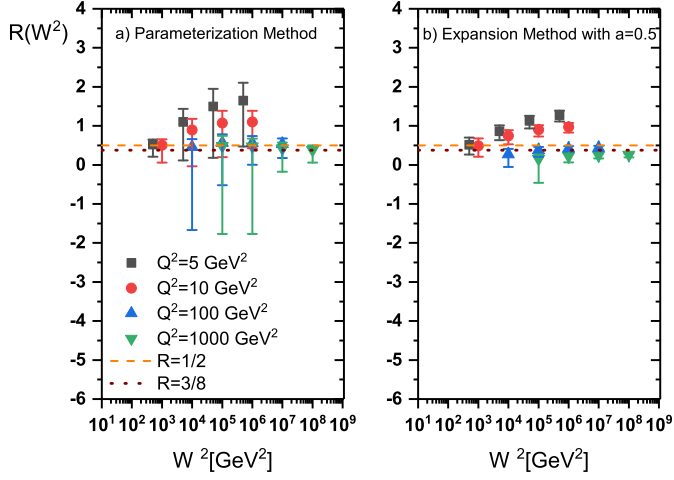 R(W²)
a) Parameterization Method
b) Expansion Method with a=0.5
4
3
2
1
0
-1
-2
-3
-4
-5
-6
4
3
2
1
0
-1
-2
-3
-4
-5
-6
Q²=5 GeV²
Q²=10 GeV²
Q²=100 GeV²
Q²=1000 GeV²
R=1/2
R=3/8
10¹ 10² 10³ 10⁴ 10⁵ 10⁶ 10⁷ 10⁸ 10⁹
10¹ 10² 10³ 10⁴ 10⁵ 10⁶ 10⁷ 10⁸ 10⁹
W ²[GeV²]
W ²[GeV²]